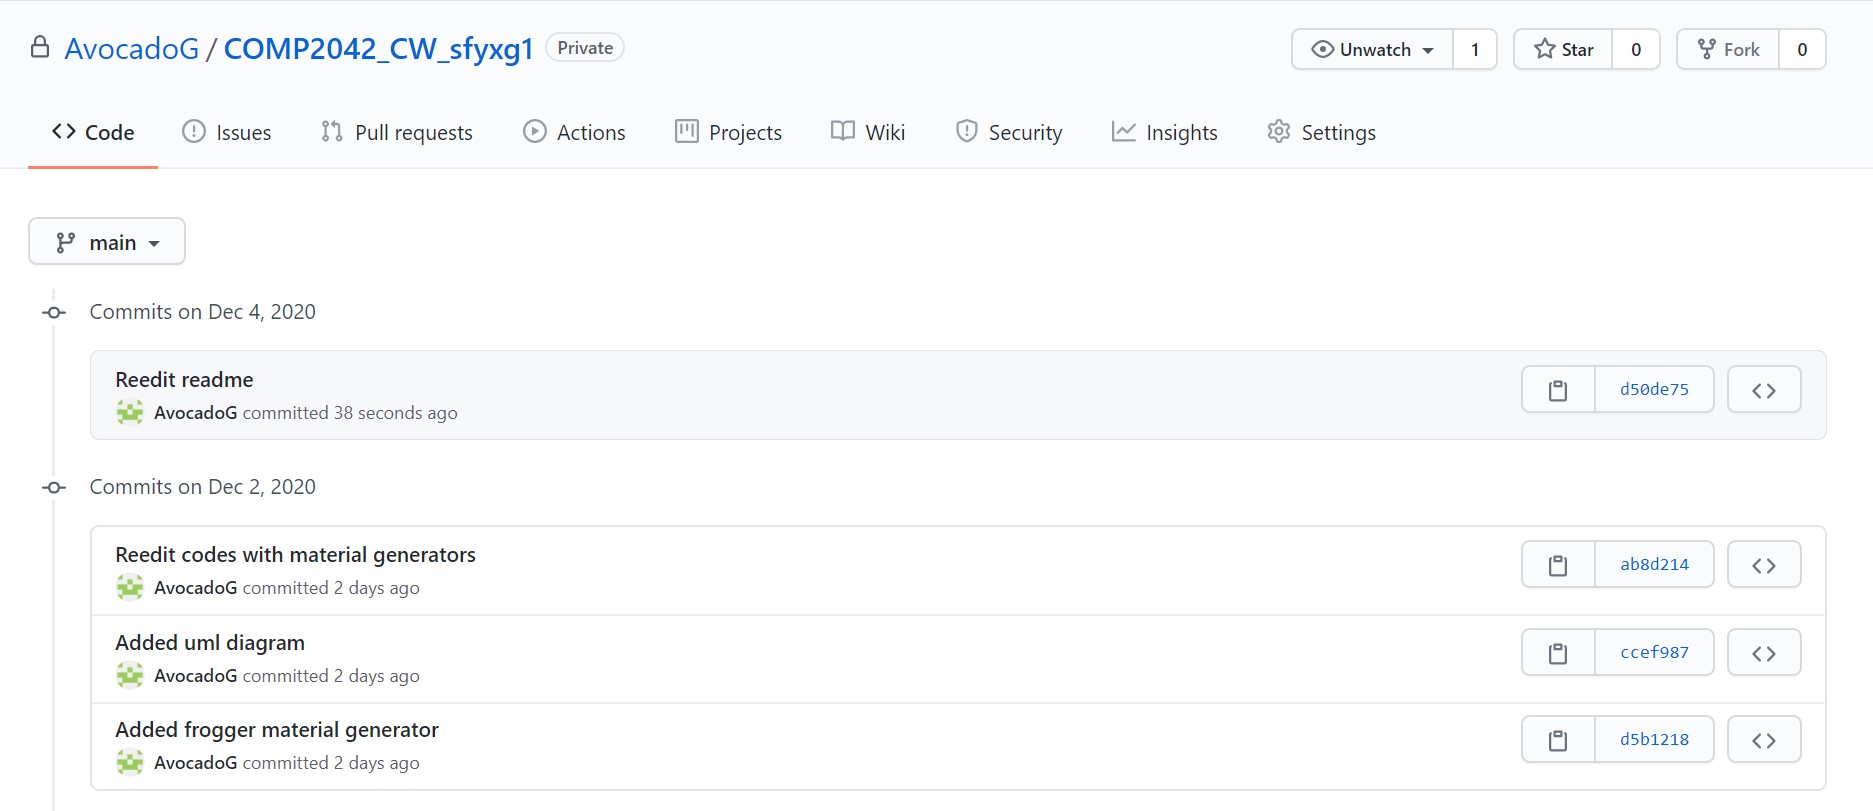 AvocadoG / COMP2042_CW_sfyxg1 Private Unwatch 1 Star 0 Fork 0
Code Issues Pull requests Actions Projects Wiki Security Insights Settings
main
Commits on Dec 4, 2020
Reedit readme
AvocadoG committed 38 seconds ago
d50de75
Commits on Dec 2, 2020
Reedit codes with material generators
AvocadoG committed 2 days ago
ab8d214
Added uml diagram
AvocadoG committed 2 days ago
ccef987
Added frogger material generator
AvocadoG committed 2 days ago
d5b1218